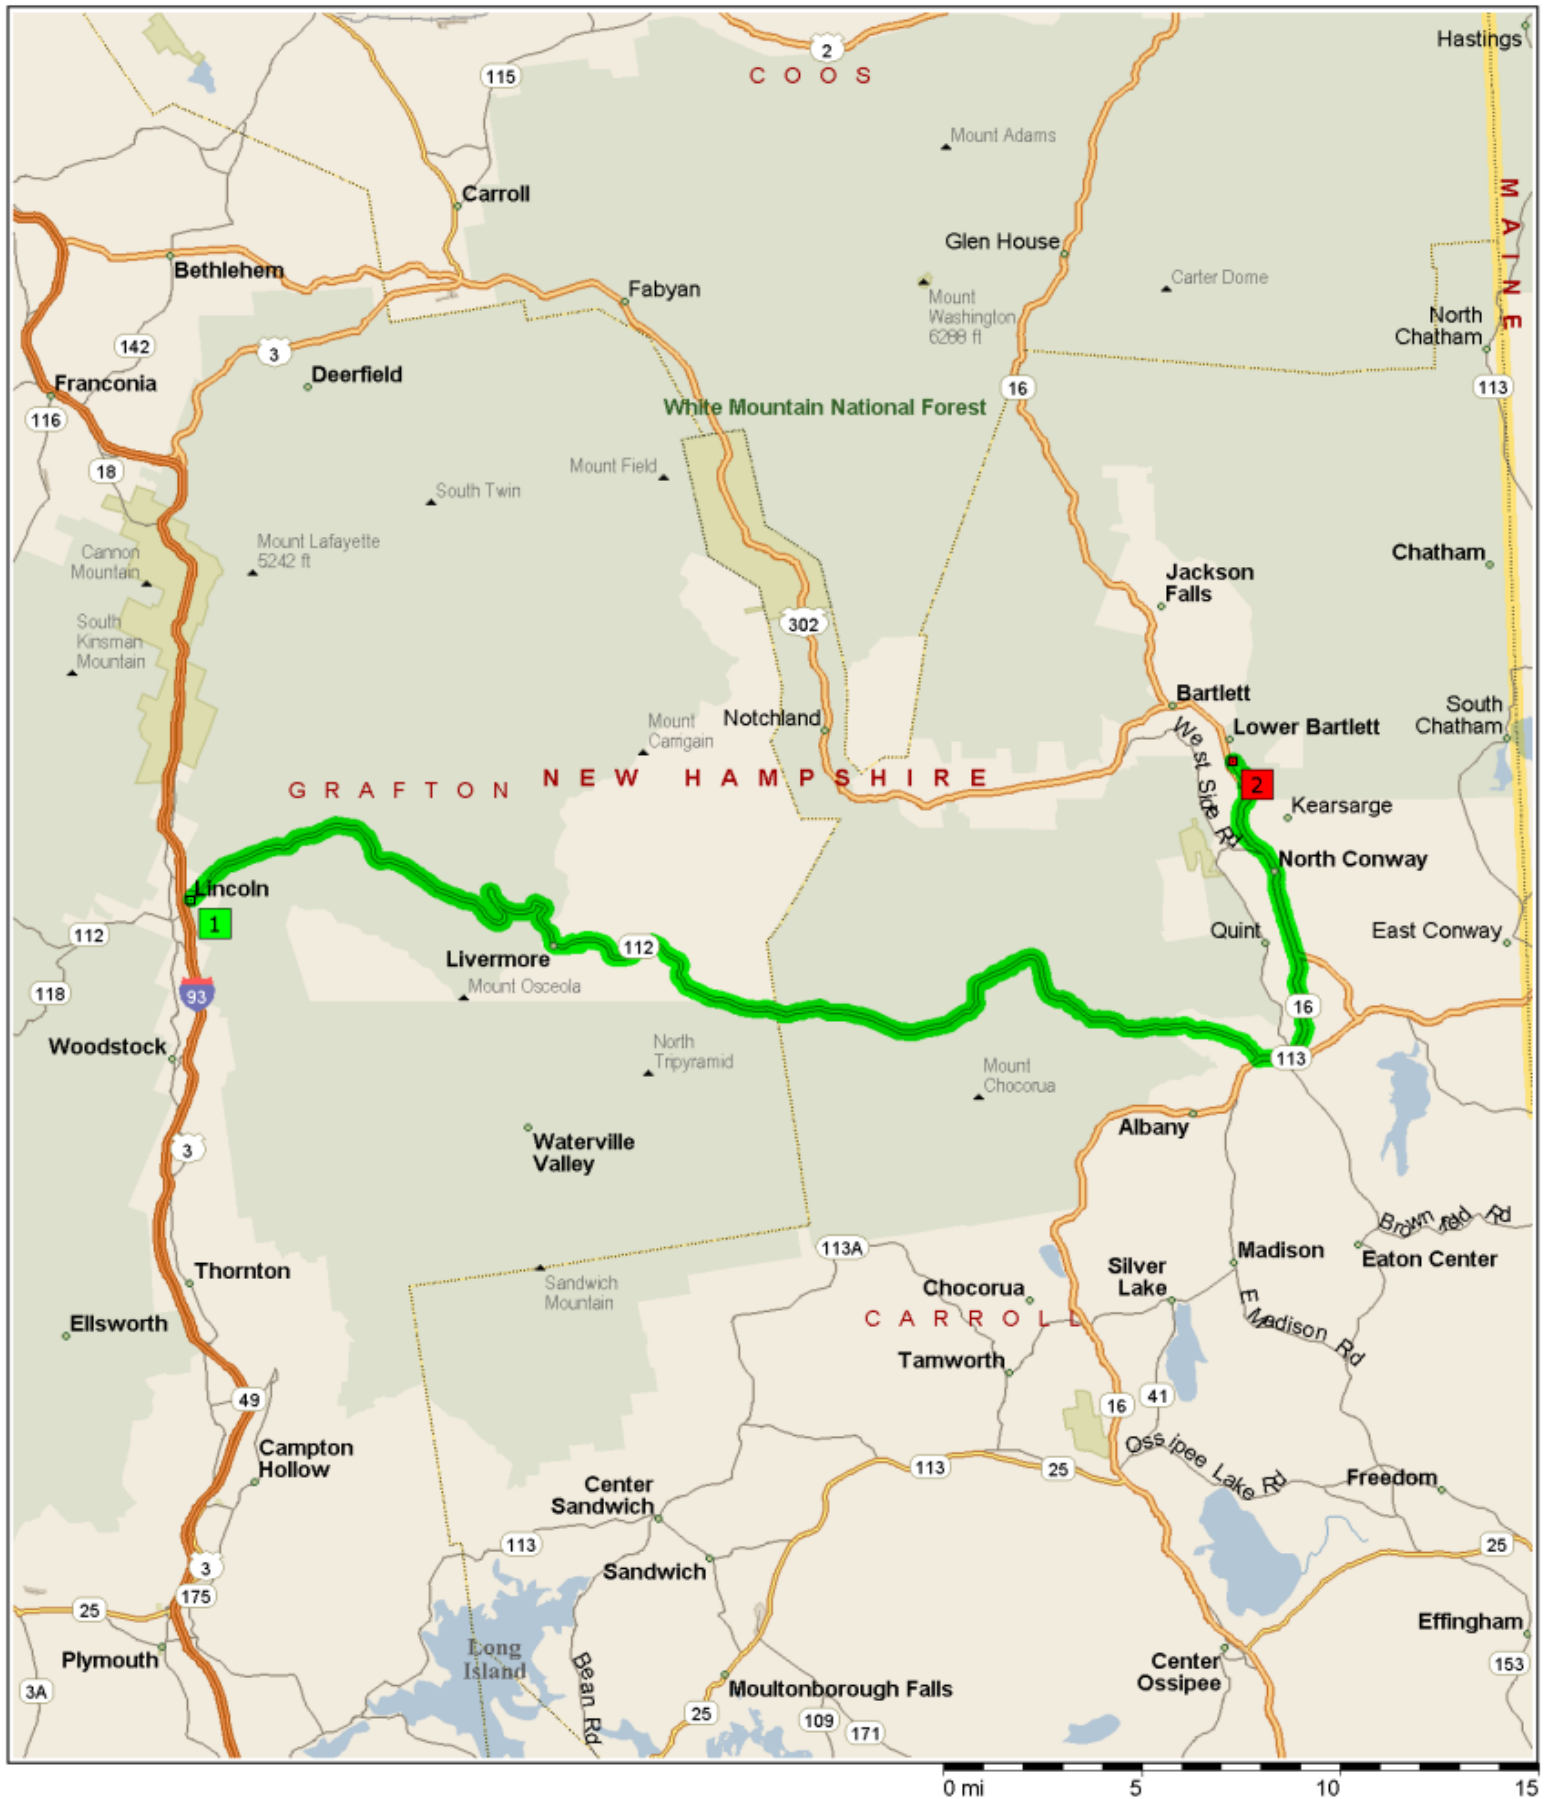 Hastings
2
COOS
115
Mount Adams
MAINE
Carroll
Glen House
Bethlehem
Carter Dome
Fabyan
Mount
Washington
6288 ft
North
Chatham
142
3
Deerfield
Franconia
16
113
116
White Mountain National Forest
18
Mount Field
South Twin
Mount Lafayette
5242 ft
Cannon
Mountain
Chatham
Jackson
Falls
302
South
Kinsman
Mountain
Bartlett
Notchland
Mount
Carrigain
Lower Bartlett
South
Chatham
West Side Rd
GRAFTON
NEW HAMPSHIRE
2
Kearsarge
North Conway
Lincoln
1
112
Quint
East Conway
112
Livermore
Mount Osceola
118
93
16
Woodstock
North
Tripyramid
113
Mount
Chocorua
Albany
3
Waterville
Valley
Brownfield Rd
113A
Madison
Eaton Center
Silver
Lake
Thornton
Sandwich
Mountain
Chocorua
CARROLL
E Madison Rd
Ellsworth
Tamworth
49
16
41
Campton
Hollow
Ossipee Lake Rd
113
25
Freedom
Center
Sandwich
113
25
3
Sandwich
175
25
Effingham
Plymouth
Long
Island
Bean Rd
Center
Ossipee
153
3A
Moultonborough Falls
25
109
171
0 mi
5
10
15